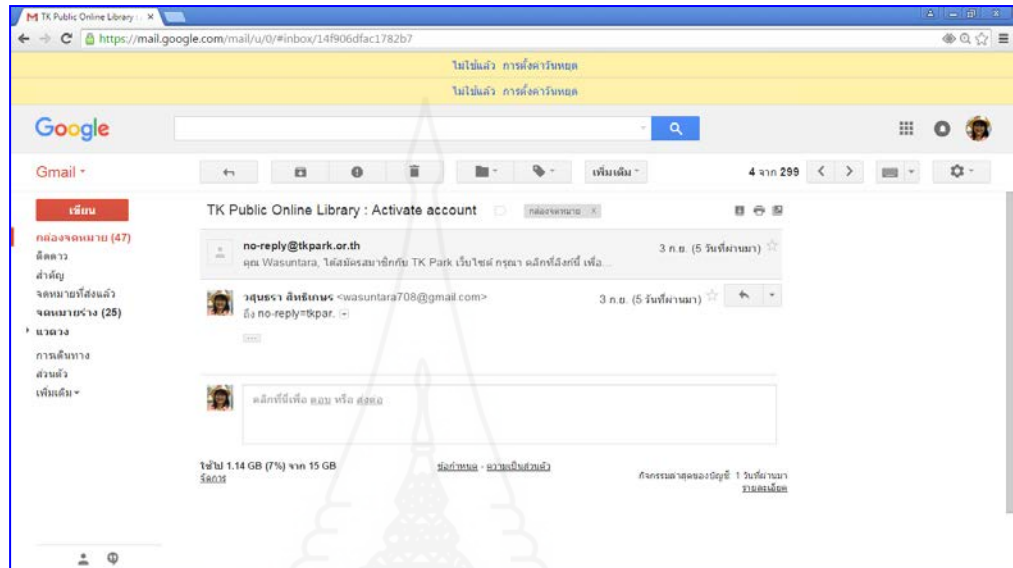 TK Public Online Library :
https://mail.google.com/mail/u/0/#inbox/14f906dfac1782b7
ไม่ใช่แล้ว การตั้งค่าวันหยุด
ไม่ใช่แล้ว การตั้งค่าวันหยุด
Google
Gmail
เพิ่มเติม
4 จาก 299
เขียน
TK Public Online Library : Activate account
กล่องจดหมาย X
กล่องจดหมาย (47)
ติดดาว
สำคัญ
จดหมายที่ส่งแล้ว
จดหมายร่าง (25)
แวดวง
การเดินทาง
ส่วนตัว
เพิ่มเติม
no-reply@tkpark.or.th
3 ก.ย. (5 วันที่ผ่านมา)
คุณ Wasuntara, ได้สมัครสมาชิกกับ TK Park เว็บไซต์ กรุณา คลิกที่ลิงก์นี้ เพื่อ...
วสุนธรา สิทธิเกษร <wasuntara708@gmail.com>
3 ก.ย. (5 วันที่ผ่านมา)
ถึง no-reply=tkpar.
คลิกที่นี่เพื่อ ตอบ หรือ ส่งต่อ
ใช้ไป 1.14 GB (7%) จาก 15 GB
จัดการ
ข้อกำหนด - ความเป็นส่วนตัว
กิจกรรมล่าสุดของบัญชี: 1 วันที่ผ่านมา
รายละเอียด